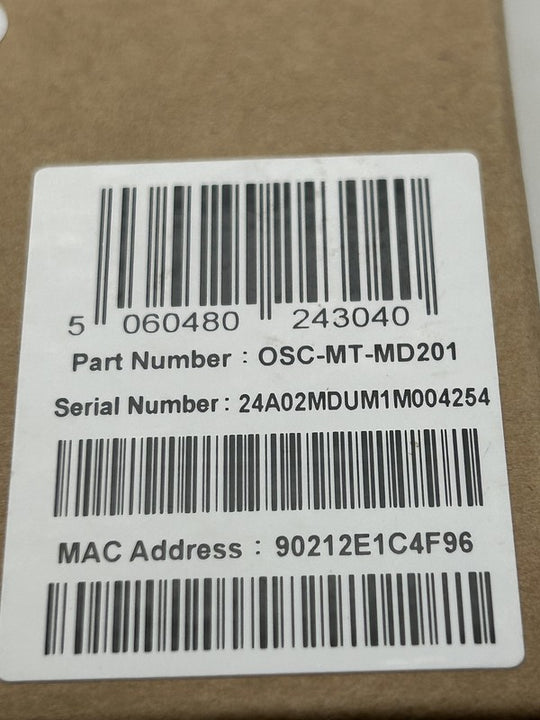 5 060480 243040
Part Number : OSC-MT-MD201
Serial Number : 24A02MDUM1M004254
MAC Address : 90212E1C4F96